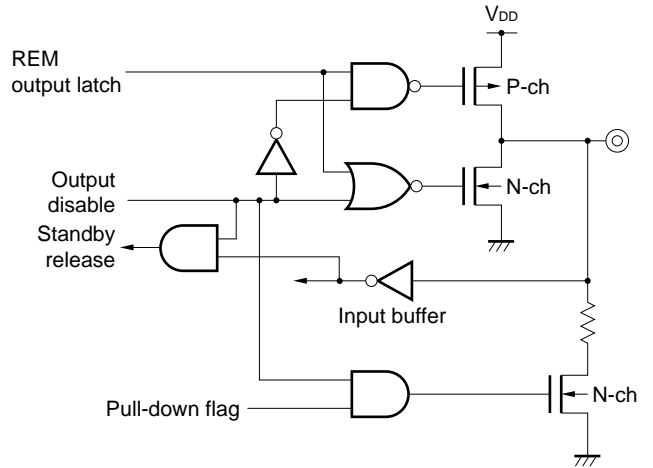 VDD
REM
output latch
P-ch
Output
disable
N-ch
Standby
release
Input buffer
N-ch
Pull-down flag